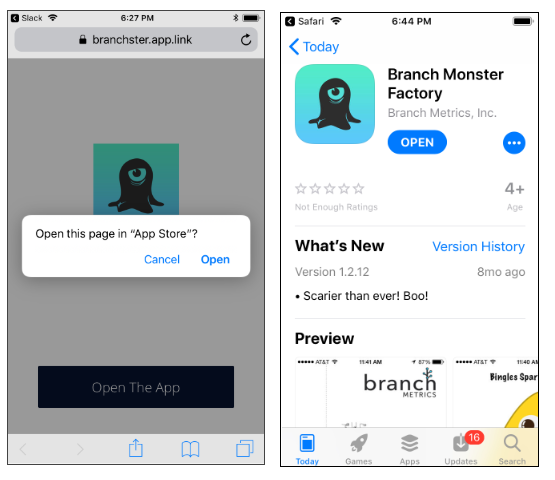 Slack
6:27 PM
branchster.app.link
Open this page in “App Store”?
Cancel
Open
Open The App
Safari
6:44 PM
Today
Branch Monster
Factory
Branch Metrics, Inc.
OPEN
4+
Not Enough Ratings
Age
What's New
Version History
Version 1.2.12
8mo ago
• Scarier than ever! Boo!
Preview
AT&T
11:41 AM
87%
AT&T
11:40 AM
branch
METRICS
Bingles Spar
16
Today
Games
Apps
Updates
Search